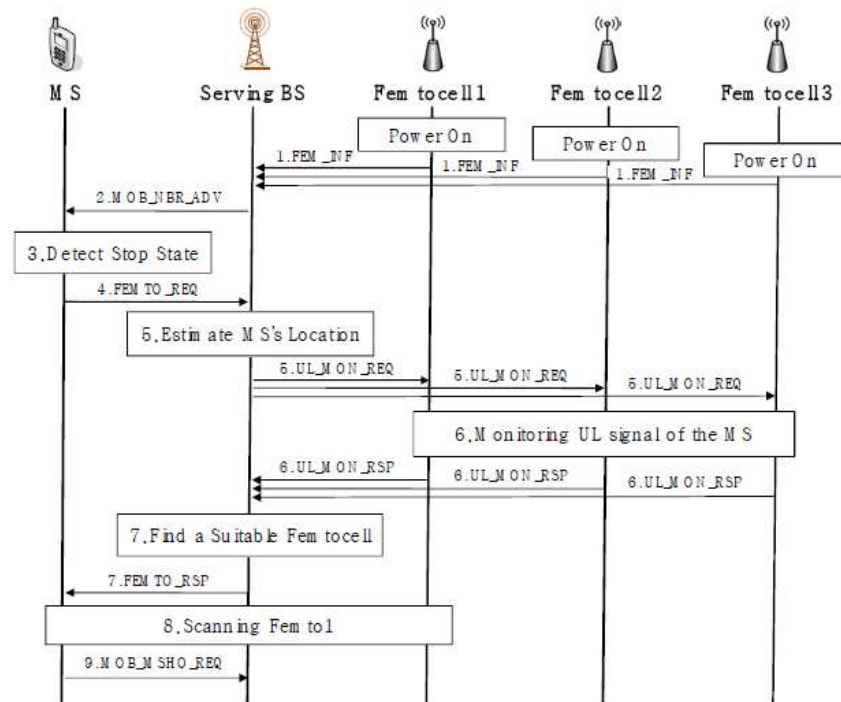 MS
Serving BS
Femtocell1
Femtocell2
Femtocell3
Power On
Power On
Power On
1.FEM_INF
1.FEM_INF
1.FEM_INF
2.MOB_NBR_ADV
3.Detect Stop State
4.FEMTO_REQ
5.Estimate MS's Location
5.UL_MON_REQ
5.UL_MON_REQ
5.UL_MON_REQ
6.Monitoring UL signal of the MS
6.UL_MON_RSP
6.UL_MON_RSP
6.UL_MON_RSP
7.Find a Suitable Femtocell
7.FEMTO_RSP
8.Scanning Femto1
9.MOB_MSHO_REQ